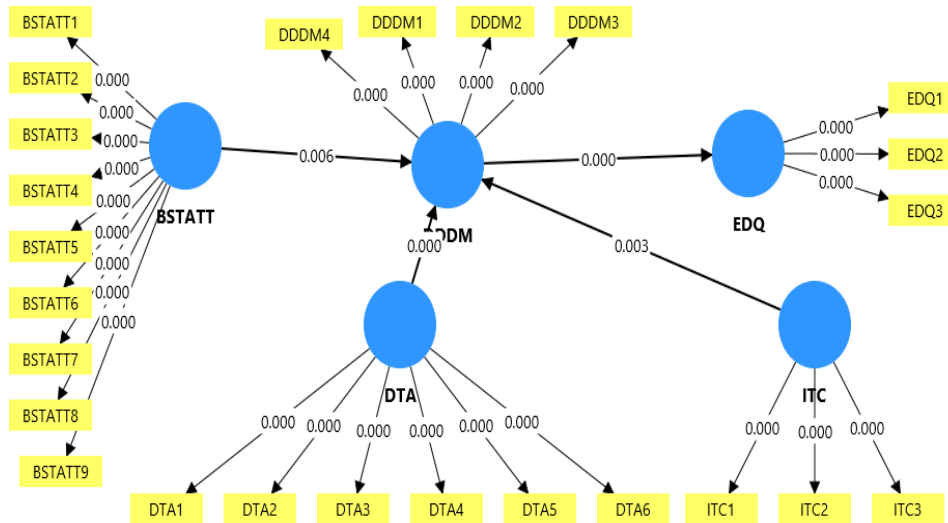 BSTATT1
DDDM4
DDDM1
DDDM2
DDDM3
BSTATT2
0.000
0.000
0.000
0.000
0.000
EDQ1
BSTATT3
0.000
0.000
0.000
BSTATT4
0.000
0.006
0.000
0.000
EDQ2
0.000
0.000
EDQ3
BSTATT
DDDM
EDQ
BSTATT5
0.000
0.000
0.003
BSTATT6
0.000
0.000
0.000
BSTATT7
BSTATT8
BSTATT9
DTA
ITC
0.000
0.000
0.000
0.000
0.000
0.000
0.000
0.000
0.000
DTA1
DTA2
DTA3
DTA4
DTA5
DTA6
ITC1
ITC2
ITC3